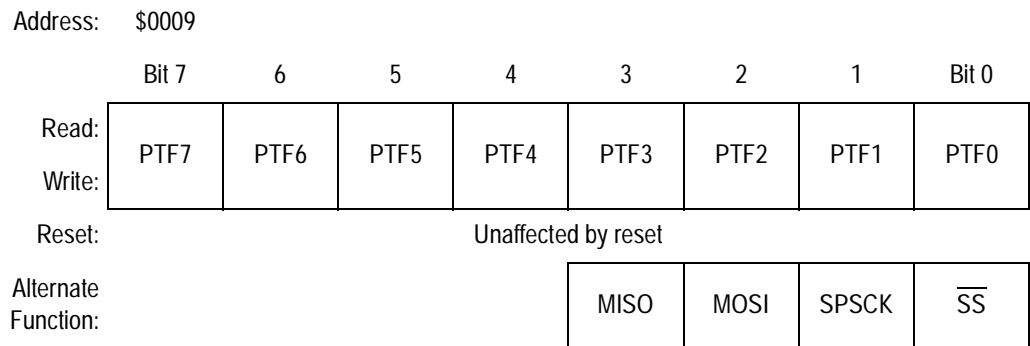 Address: $0009
Bit 7 6 5 4 3 2 1 Bit 0
Read:
PTF7 PTF6 PTF5 PTF4 PTF3 PTF2 PTF1 PTF0
Write:
Reset: Unaffected by reset
Alternate
Function:
MISO MOSI SPSCK S̅S̅